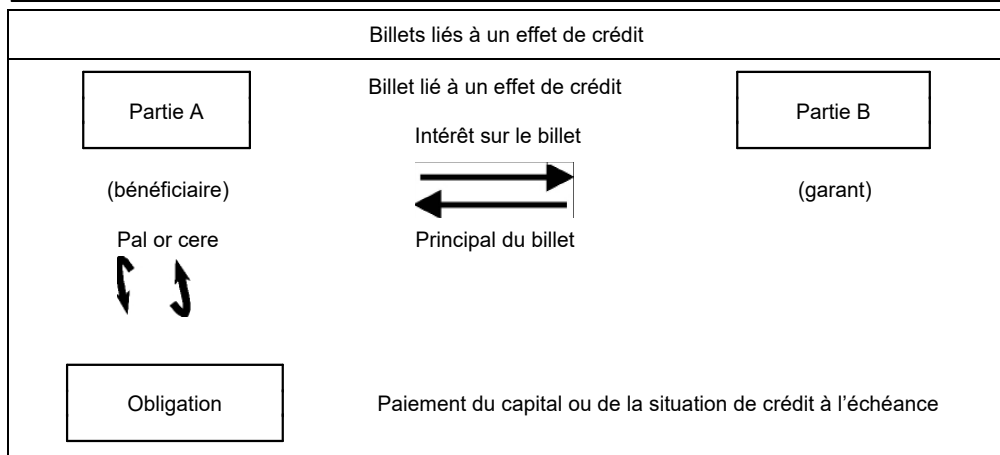 Billets liés à un effet de crédit
Billet lié à un effet de crédit
Partie A
Partie B
Intérêt sur le billet
(bénéficiaire)
(garant)
Pal or cere
Principal du billet
Obligation
Paiement du capital ou de la situation de crédit à l’échéance